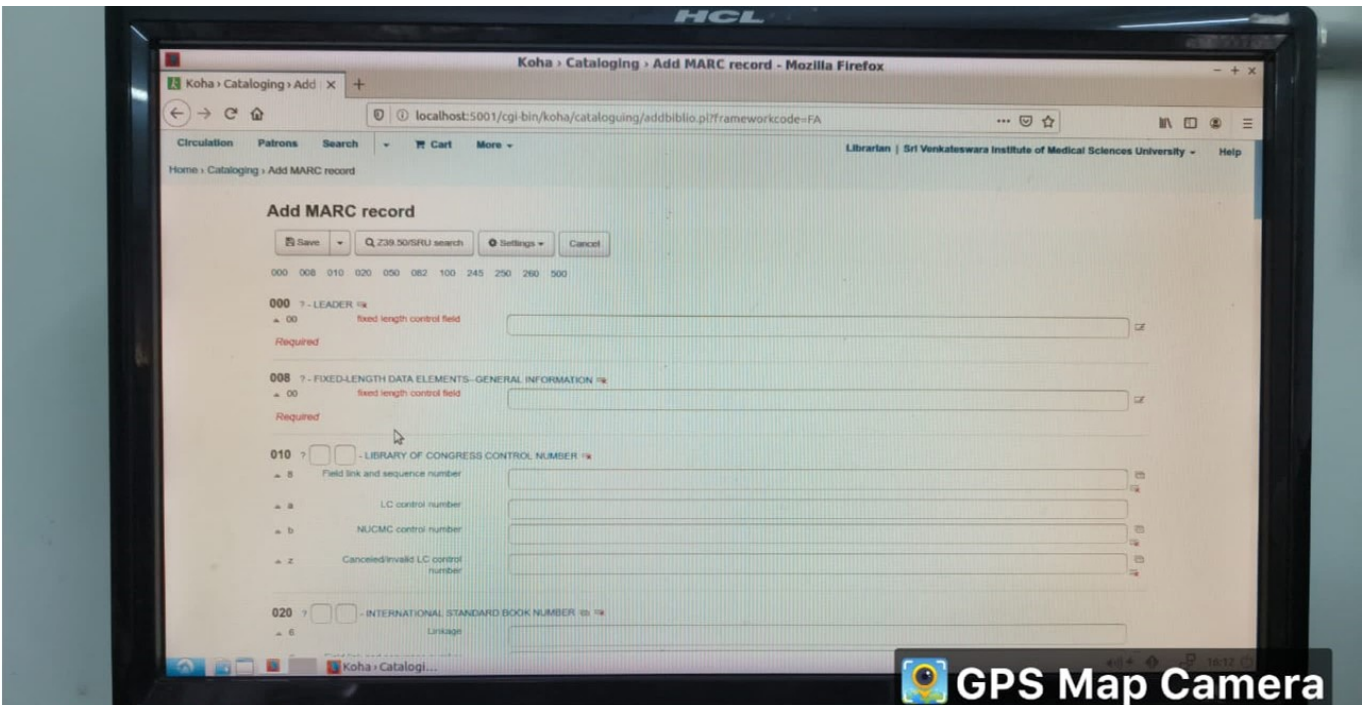 HCL
Koha › Cataloging › Add MARC record - Mozilla Firefox
Koha › Cataloging › Add
localhost:5001/cgi-bin/koha/cataloguing/addbiblio.pl?frameworkcode=FA
Circulation Patrons Search Cart More Librarian | Sri Venkateswara Institute of Medical Sciences University Help
Home › Cataloging › Add MARC record
Add MARC record
Save Z39.50/SRU search Settings Cancel
000 008 010 020 050 082 100 245 250 260 500
000 ? - LEADER
00 fixed length control field
Required
008 ? - FIXED-LENGTH DATA ELEMENTS--GENERAL INFORMATION
00 fixed length control field
Required
010 ? - LIBRARY OF CONGRESS CONTROL NUMBER
8 Field link and sequence number
a LC control number
b NUCMC control number
z Canceled/invalid LC control
number
020 ? - INTERNATIONAL STANDARD BOOK NUMBER
6 Linkage
Koha › Catalogi...
16:12
GPS Map Camera